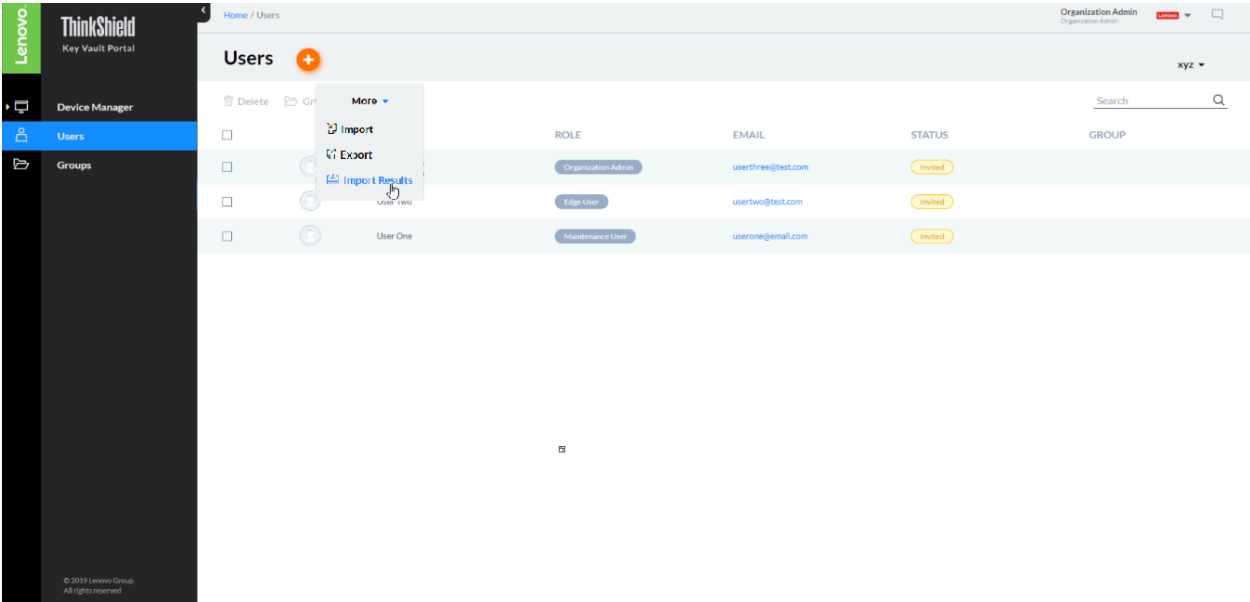 Lenovo.
ThinkShield
Key Vault Portal
Device Manager
Users
Groups
© 2019 Lenovo Group.
All rights reserved
Home / Users
Organization Admin
Organization Admin
Lenovo
Users
xyz
Delete
More
Search
Import
Export
Import Results
ROLE EMAIL STATUS GROUP
Organization Admin userthree@test.com Invited
User Two Edge User usertwo@test.com Invited
User One Maintenance User userone@email.com Invited